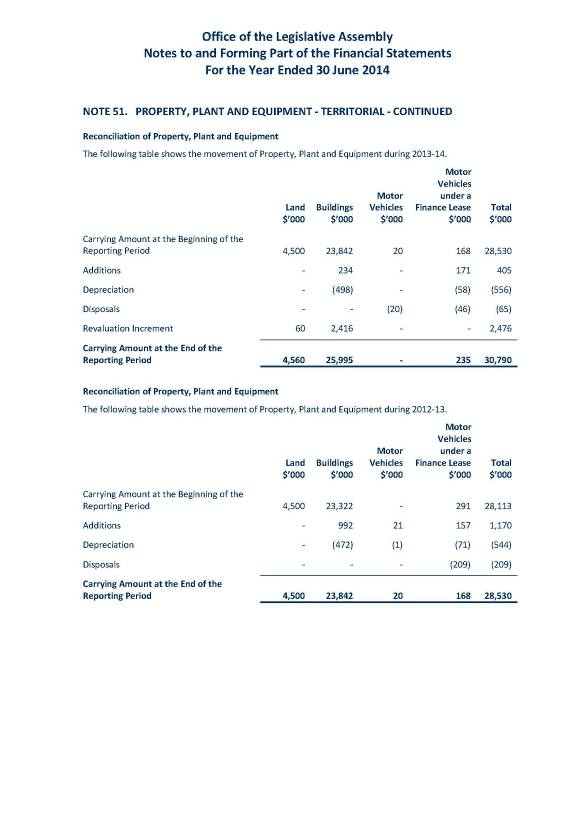 Office of the Legislative Assembly
Notes to and Forming Part of the Financial Statements
For the Year Ended 30 June 2014
NOTE 51. PROPERTY, PLANT AND EQUIPMENT - TERRITORIAL - CONTINUED
Reconciliation of Property, Plant and Equipment
The following table shows the movement of Property, Plant and Equipment during 2013-14.
Motor
Vehicles
Motor under a
Land Buildings Vehicles Finance Lease Total
$'000 $'000 $'000 $'000 $'000
Carrying Amount at the Beginning of the
Reporting Period 4,500 23,842 20 168 28,530
Additions - 234 - 171 405
Depreciation - (498) - (58) (556)
Disposals - - (20) (46) (65)
Revaluation Increment 60 2,416 - - 2,476
Carrying Amount at the End of the
Reporting Period 4,560 25,995 - 235 30,790
Reconciliation of Property, Plant and Equipment
The following table shows the movement of Property, Plant and Equipment during 2012-13.
Motor
Vehicles
Motor under a
Land Buildings Vehicles Finance Lease Total
$'000 $'000 $'000 $'000 $'000
Carrying Amount at the Beginning of the
Reporting Period 4,500 23,322 - 291 28,113
Additions - 992 21 157 1,170
Depreciation - (472) (1) (71) (544)
Disposals - - - (209) (209)
Carrying Amount at the End of the
Reporting Period 4,500 23,842 20 168 28,530